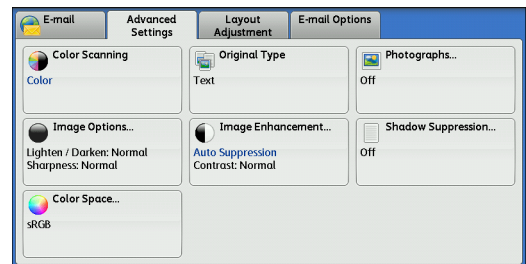 E-mail
Advanced
Settings
Layout
Adjustment
E-mail Options
Color Scanning
Color
Original Type
Text
Photographs...
Off
Image Options...
Lighten / Darken: Normal
Sharpness: Normal
Image Enhancement...
Auto Suppression
Contrast: Normal
Shadow Suppression...
Off
Color Space...
sRGB